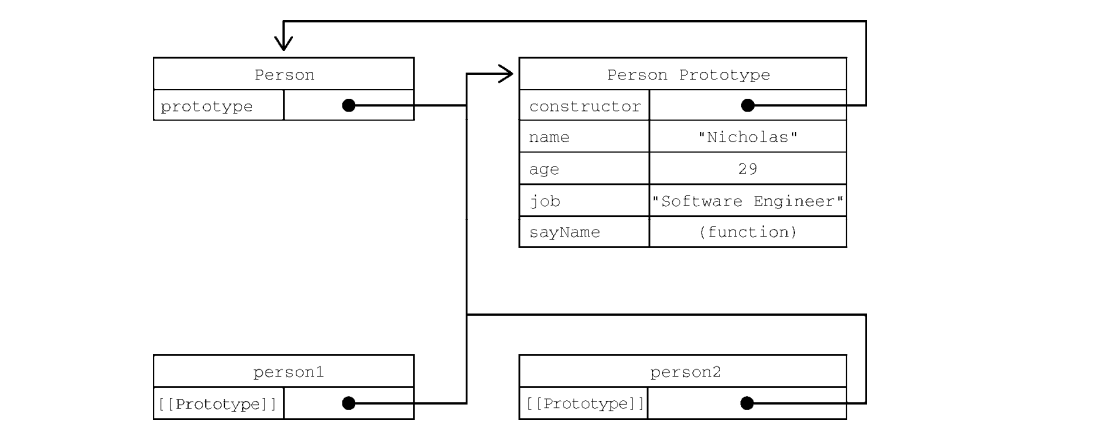 Person
prototype
Person Prototype
constructor
name "Nicholas"
age 29
job "Software Engineer"
sayName (function)
person1
[[Prototype]]
person2
[[Prototype]]